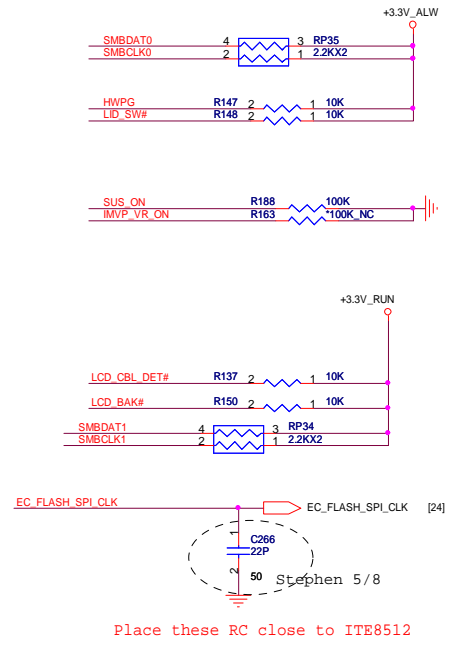 +3.3V_ALW
SMBDAT0 4 3 RP35
SMBCLK0 2 1 2.2KX2
HWPG R147 2 1 10K
LID_SW# R148 2 1 10K
SUS_ON R188 100K
IMVP_VR_ON R163 *100K_NC
+3.3V_RUN
LCD_CBL_DET# R137 2 1 10K
LCD_BAK# R150 2 1 10K
SMBDAT1 4 3 RP34
SMBCLK1 2 1 2.2KX2
EC_FLASH_SPI_CLK EC_FLASH_SPI_CLK [24]
1 C266
22P
2 50 Stephen 5/8
Place these RC close to ITE8512